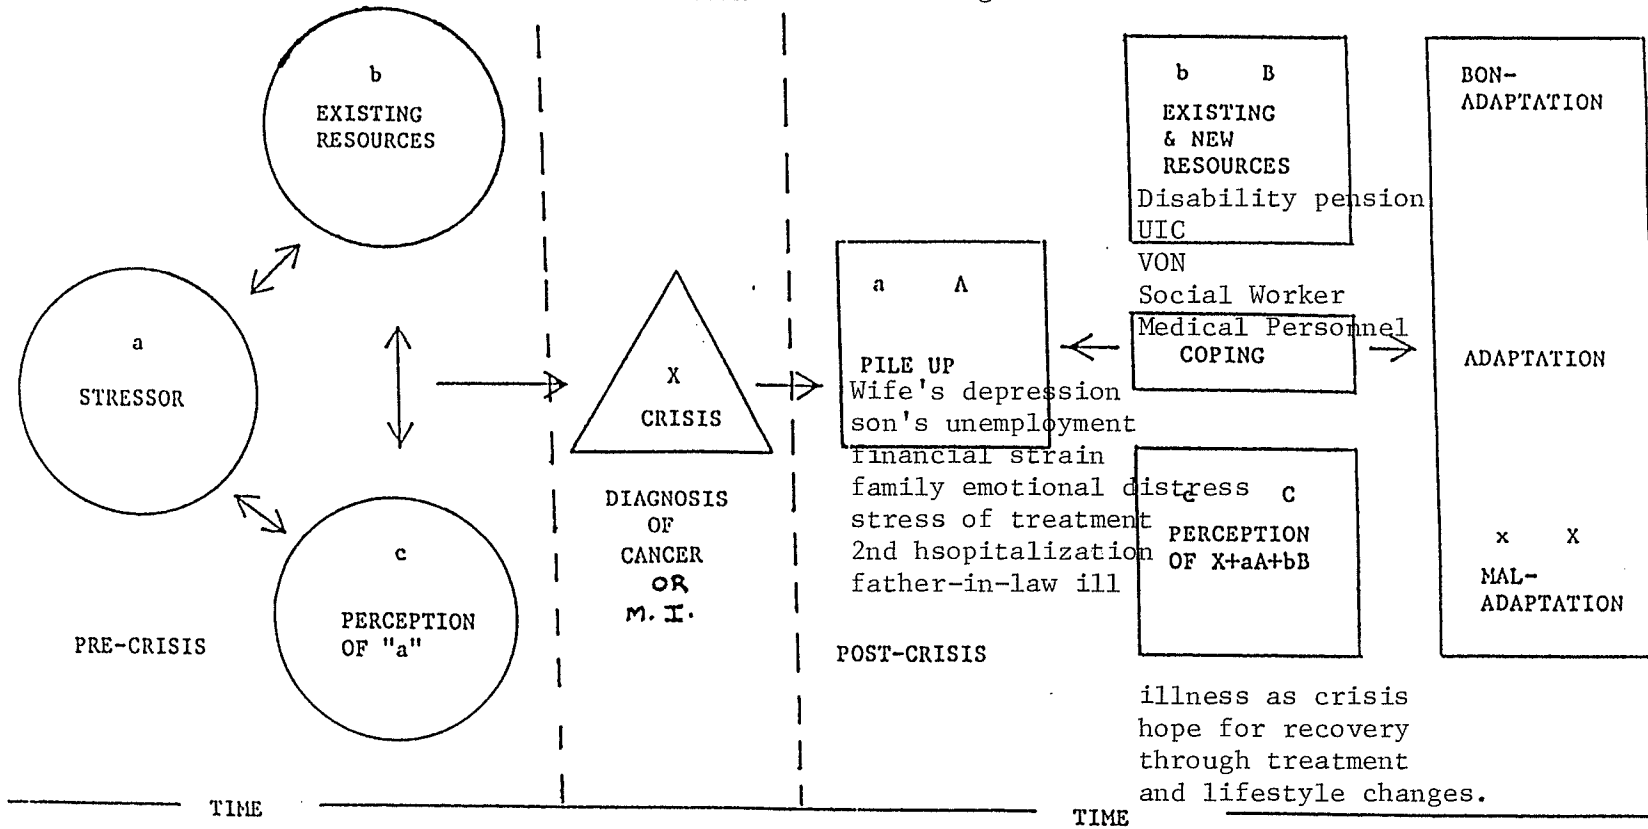 b
EXISTING
RESOURCES
a
STRESSOR
c
PERCEPTION
OF "a"
PRE-CRISIS
X
CRISIS
DIAGNOSIS
OF
CANCER
OR
M.I.
a A
PILE UP
Wife's depression
son's unemployment
financial strain
family emotional distress
stress of treatment
2nd hsopitalization
father-in-law ill
POST-CRISIS
b B
EXISTING
& NEW
RESOURCES
Disability pension
UIC
VON
Social Worker
Medical Personnel
COPING
c C
PERCEPTION
OF X+aA+bB
illness as crisis
hope for recovery
through treatment
and lifestyle changes.
BON-
ADAPTATION
ADAPTATION
x X
MAL-
ADAPTATION
TIME
TIME